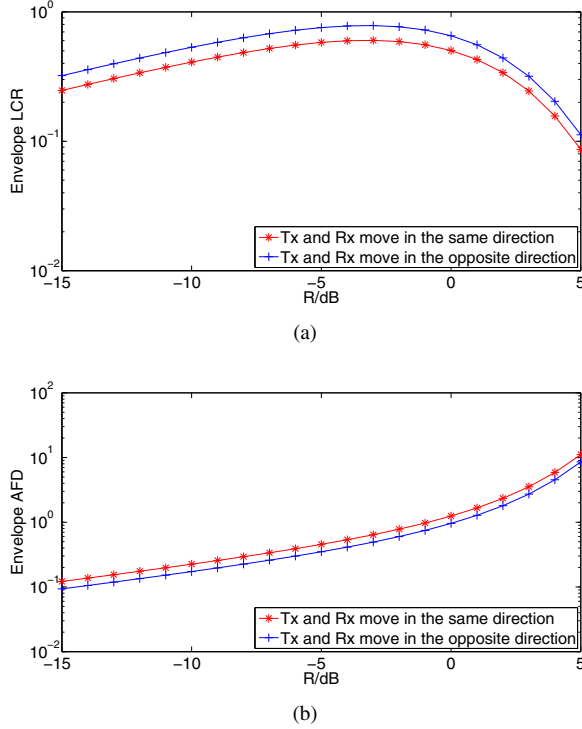 10^0
10^-1
10^-2
Envelope LCR
-15 -10 -5 0 5
R/dB
Tx and Rx move in the same direction
Tx and Rx move in the opposite direction
(a)
10^2
10^1
10^0
10^-1
10^-2
Envelope AFD
-15 -10 -5 0 5
R/dB
Tx and Rx move in the same direction
Tx and Rx move in the opposite direction
(b)